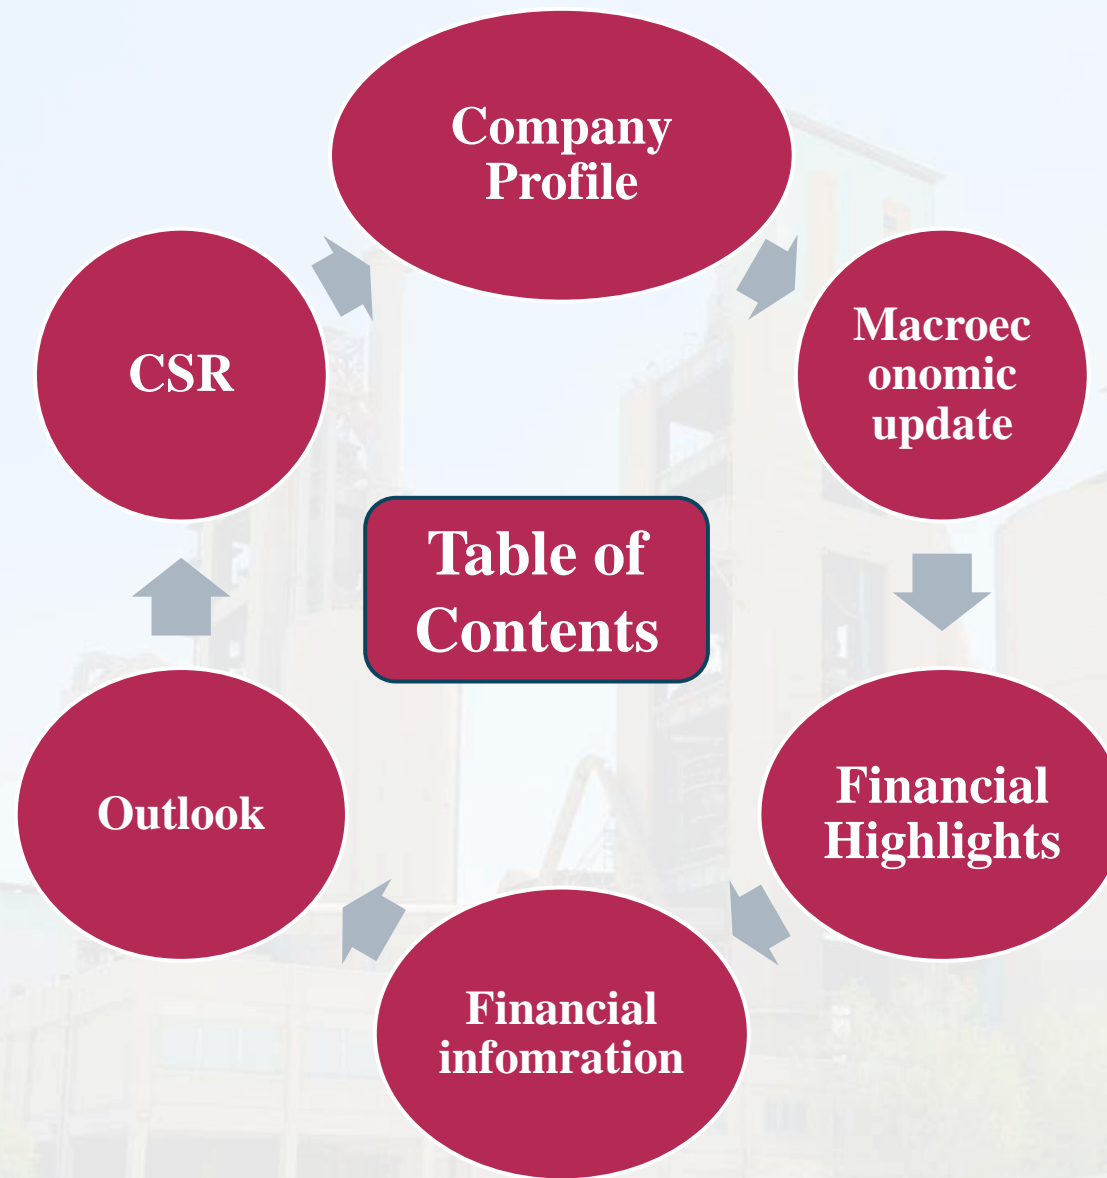 Company
Profile
Macroec
onomic
update
Financial
Highlights
Financial
infomration
Outlook
CSR
Table of
Contents